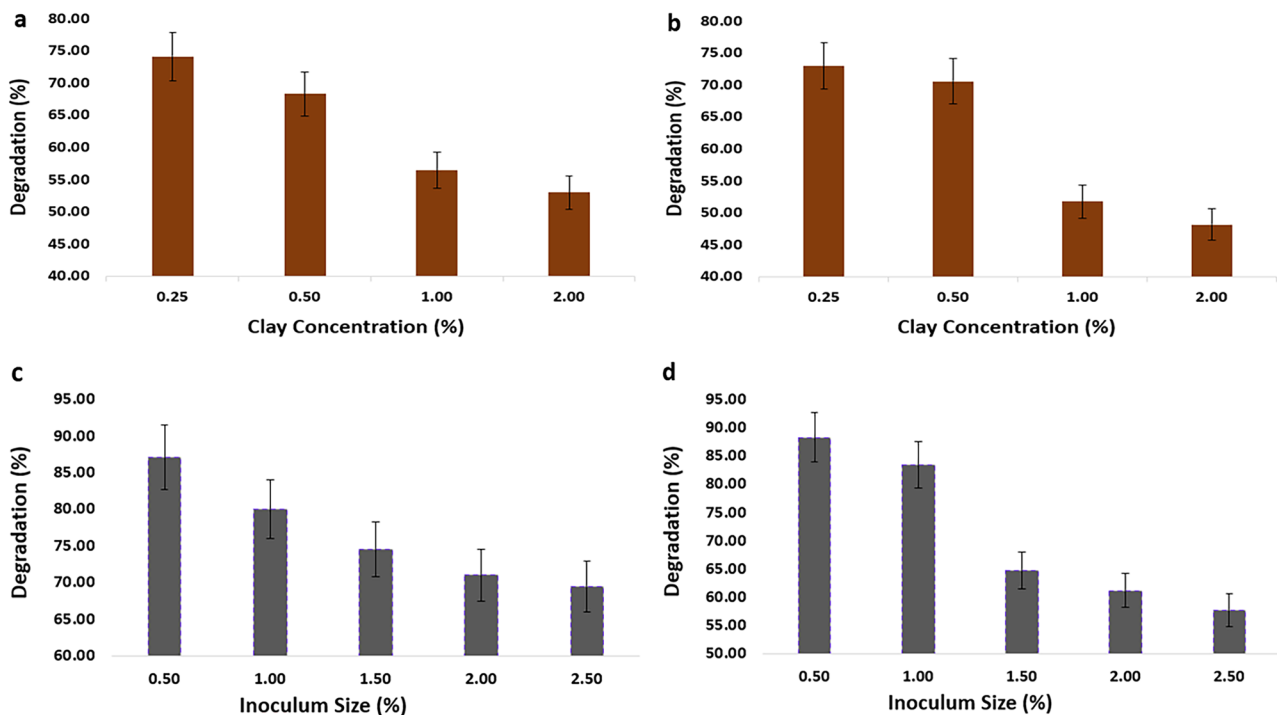 a
80.00
75.00
70.00
65.00
60.00
55.00
50.00
45.00
40.00
Degradation (%)
0.25 0.50 1.00 2.00
Clay Concentration (%)
b
80.00
75.00
70.00
65.00
60.00
55.00
50.00
45.00
40.00
Degradation (%)
0.25 0.50 1.00 2.00
Clay Concentration (%)
c
95.00
90.00
85.00
80.00
75.00
70.00
65.00
60.00
Degradation (%)
0.50 1.00 1.50 2.00 2.50
Inoculum Size (%)
d
95.00
90.00
85.00
80.00
75.00
70.00
65.00
60.00
55.00
50.00
Degradation (%)
0.50 1.00 1.50 2.00 2.50
Inoculum Size (%)